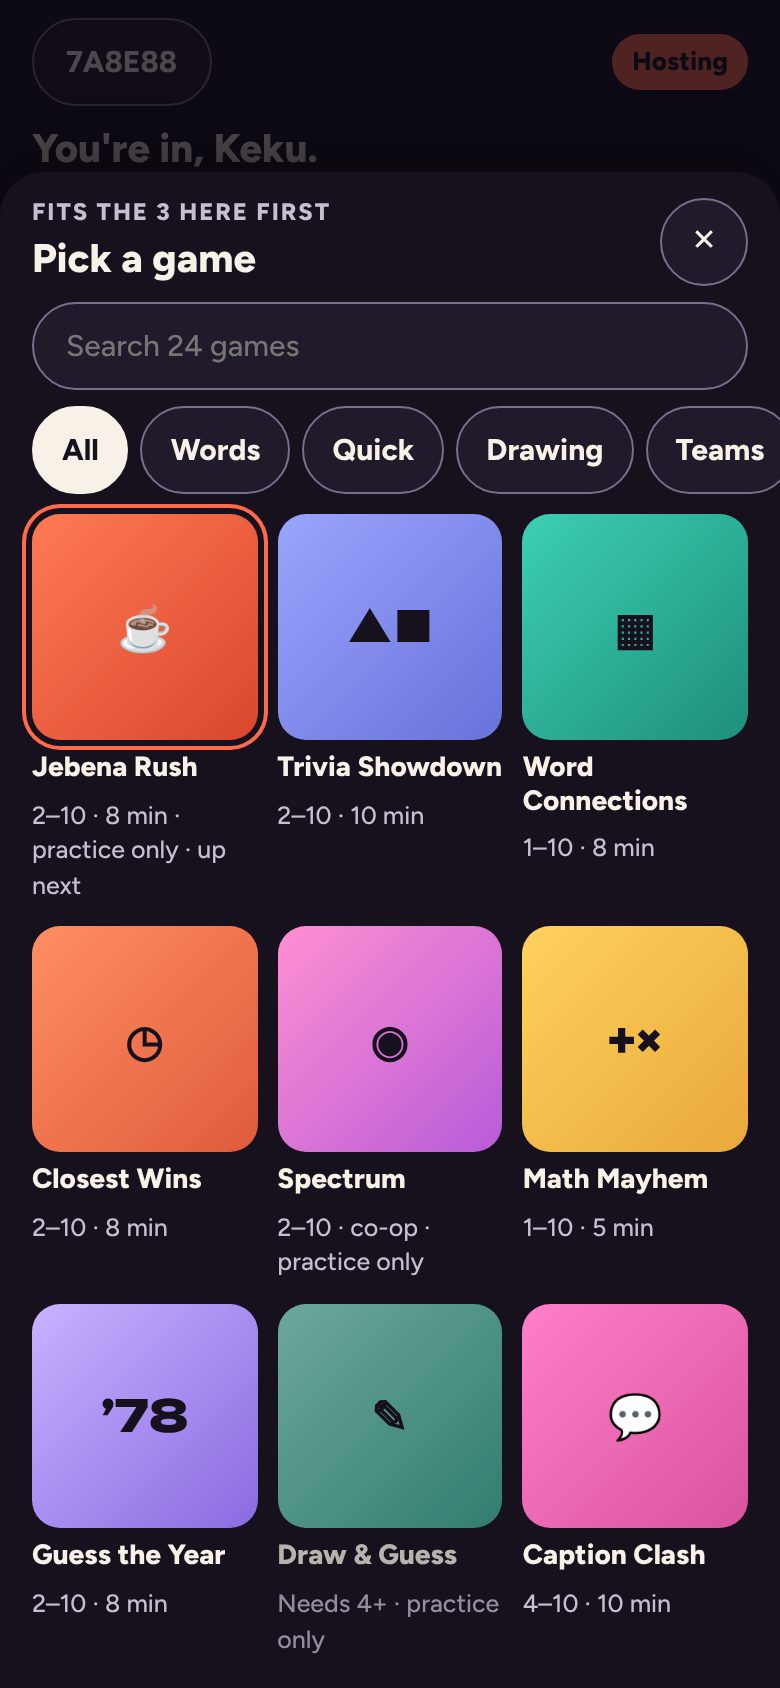 7A8E88
Hosting
You're in, Keku.
FITS THE 3 HERE FIRST
Pick a game
×
Search 24 games
All
Words
Quick
Drawing
Teams
Jebena Rush
2–10 · 8 min ·
practice only · up
next
Trivia Showdown
2–10 · 10 min
Word
Connections
1–10 · 8 min
Closest Wins
2–10 · 8 min
Spectrum
2–10 · co-op ·
practice only
+×
Math Mayhem
1–10 · 5 min
’78
Guess the Year
2–10 · 8 min
Draw & Guess
Needs 4+ · practice
only
Caption Clash
4–10 · 10 min